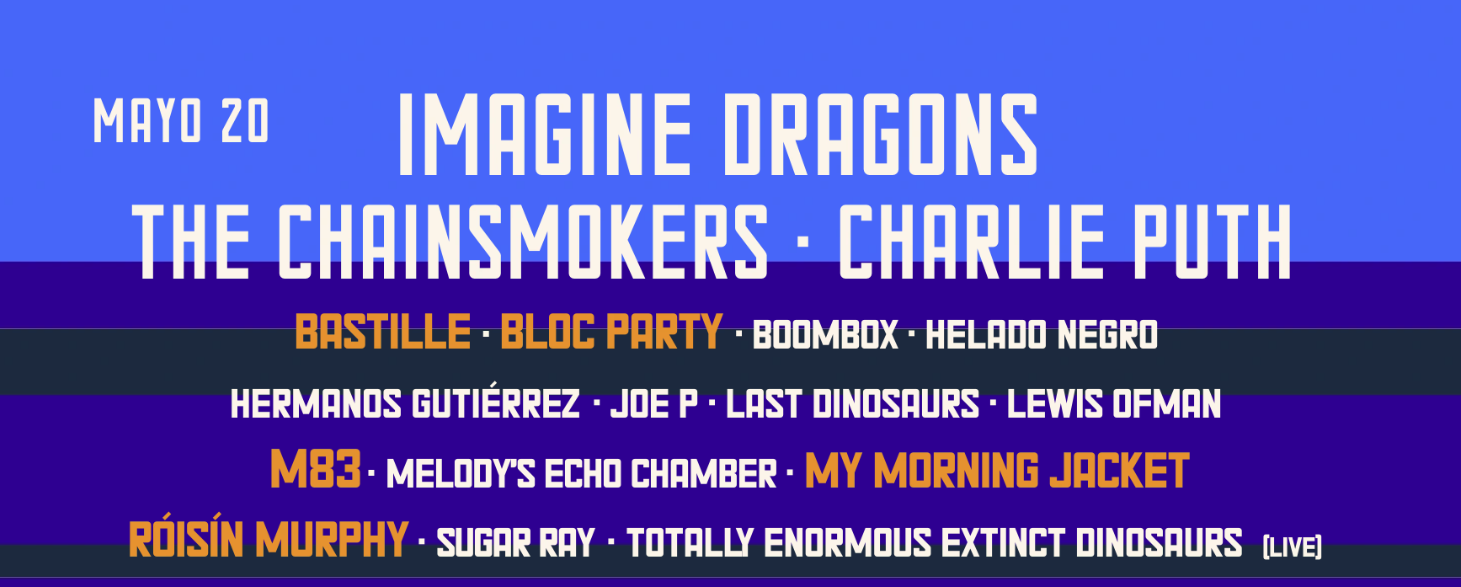 MAYO 20
IMAGINE DRAGONS
THE CHAINSMOKERS · CHARLIE PUTH
BASTILLE · BLOC PARTY · BOOMBOX · HELADO NEGRO
HERMANOS GUTIÉRREZ · JOE P · LAST DINOSAURS · LEWIS OFMAN
M83 · MELODY'S ECHO CHAMBER · MY MORNING JACKET
RÓISÍN MURPHY · SUGAR RAY · TOTALLY ENORMOUS EXTINCT DINOSAURS [LIVE]